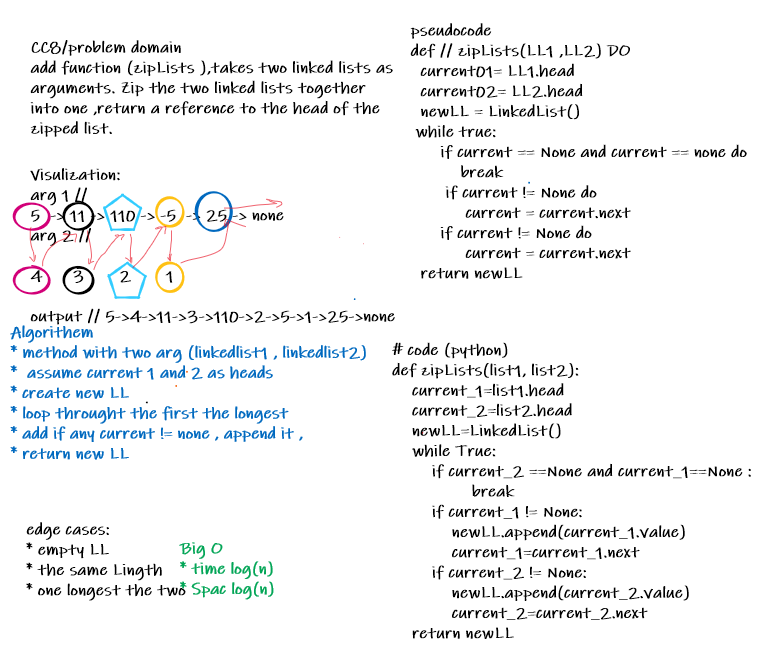 CC8/problem domain
add function (zipLists ),takes two linked lists as
arguments. Zip the two linked lists together
into one ,return a reference to the head of the
zipped list.
Visulization:
arg 1 //
5 -> 11 -> 110 -> -5 -> 25 -> none
arg 2 //
4 3 2 1
output // 5->4->11->3->110->2->5->1->25->none
Algorithem
* method with two arg (linkedlist1 , linkedlist2)
* assume current 1 and 2 as heads
* create new LL
* loop throught the first the longest
* add if any current != none , append it ,
* return new LL
edge cases:
* empty LL
* the same Lingth
* one longest the two
Big O
* time log(n)
* Spac log(n)
pseudocode
def // zipLists(LL1 ,LL2) DO
current01= LL1.head
current02= LL2.head
newLL = LinkedList()
while true:
if current == None and current == none do
break
if current != None do
current = current.next
if current != None do
current = current.next
return newLL
# code (python)
def zipLists(list1, list2):
current_1=list1.head
current_2=list2.head
newLL=LinkedList()
while True:
if current_2 ==None and current_1==None :
break
if current_1 != None:
newLL.append(current_1.value)
current_1=current_1.next
if current_2 != None:
newLL.append(current_2.value)
current_2=current_2.next
return newLL